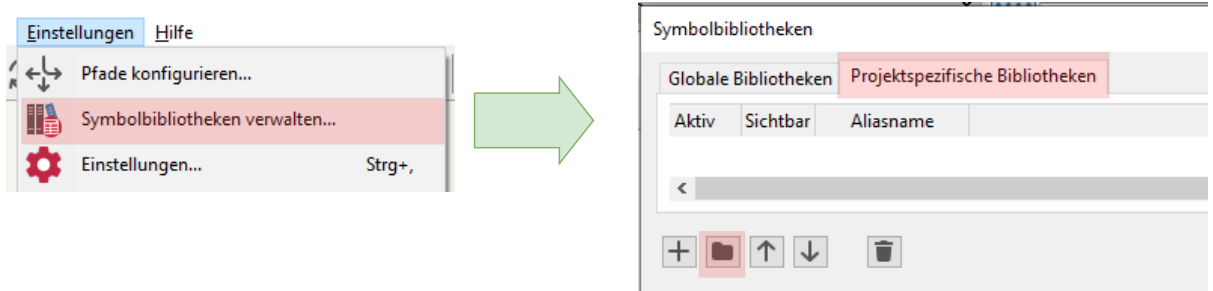 Einstellungen Hilfe
Pfade konfigurieren...
Symbolbibliotheken verwalten...
Einstellungen... Strg+,
Symbolbibliotheken
Globale Bibliotheken Projektspezifische Bibliotheken
Aktiv Sichtbar Aliasname